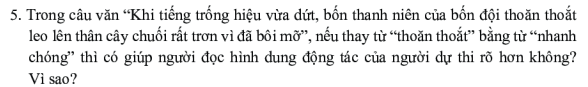 5. Trong câu văn “Khi tiếng trống hiệu vừa dứt, bốn thanh niên của bốn đội thoăn thoắt
leo lên thân cây chuối rất trơn vì đã bôi mỡ”, nếu thay từ “thoăn thoắt” bằng từ “nhanh
chóng” thì có giúp người đọc hình dung động tác của người dự thi rõ hơn không?
Vì sao?